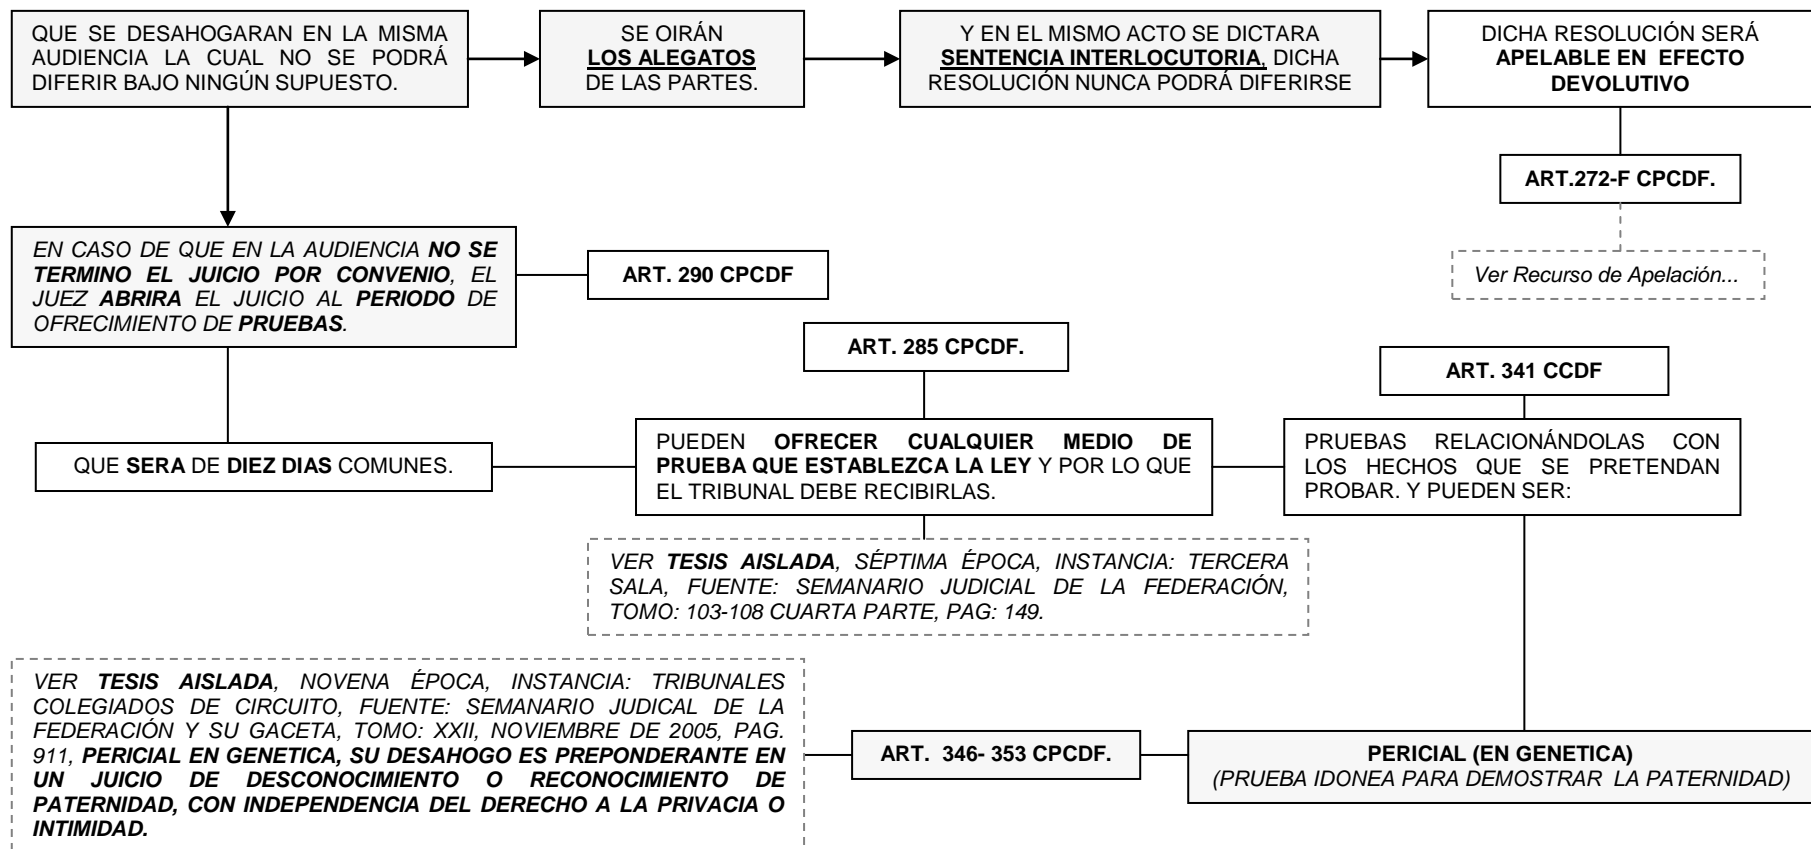 QUE SE DESAHOGARAN EN LA MISMA
AUDIENCIA LA CUAL NO SE PODRÁ
DIFERIR BAJO NINGÚN SUPUESTO.
SE OIRÁN
LOS ALEGATOS
DE LAS PARTES.
Y EN EL MISMO ACTO SE DICTARA
SENTENCIA INTERLOCUTORIA, DICHA
RESOLUCIÓN NUNCA PODRÁ DIFERIRSE
DICHA RESOLUCIÓN SERÁ
APELABLE EN EFECTO
DEVOLUTIVO
ART.272-F CPCDF.
Ver Recurso de Apelación...
EN CASO DE QUE EN LA AUDIENCIA NO SE
TERMINO EL JUICIO POR CONVENIO, EL
JUEZ ABRIRA EL JUICIO AL PERIODO DE
OFRECIMIENTO DE PRUEBAS.
ART. 290 CPCDF
ART. 285 CPCDF.
ART. 341 CCDF
QUE SERA DE DIEZ DIAS COMUNES.
PUEDEN OFRECER CUALQUIER MEDIO DE
PRUEBA QUE ESTABLEZCA LA LEY Y POR LO QUE
EL TRIBUNAL DEBE RECIBIRLAS.
PRUEBAS RELACIONÁNDOLAS CON
LOS HECHOS QUE SE PRETENDAN
PROBAR. Y PUEDEN SER:
VER TESIS AISLADA, SÉPTIMA ÉPOCA, INSTANCIA: TERCERA
SALA, FUENTE: SEMANARIO JUDICIAL DE LA FEDERACIÓN,
TOMO: 103-108 CUARTA PARTE, PAG: 149.
VER TESIS AISLADA, NOVENA ÉPOCA, INSTANCIA: TRIBUNALES
COLEGIADOS DE CIRCUITO, FUENTE: SEMANARIO JUDICAL DE LA
FEDERACIÓN Y SU GACETA, TOMO: XXII, NOVIEMBRE DE 2005, PAG.
911, PERICIAL EN GENETICA, SU DESAHOGO ES PREPONDERANTE EN
UN JUICIO DE DESCONOCIMIENTO O RECONOCIMIENTO DE
PATERNIDAD, CON INDEPENDENCIA DEL DERECHO A LA PRIVACIA O
INTIMIDAD.
ART. 346- 353 CPCDF.
PERICIAL (EN GENETICA)
(PRUEBA IDONEA PARA DEMOSTRAR LA PATERNIDAD)